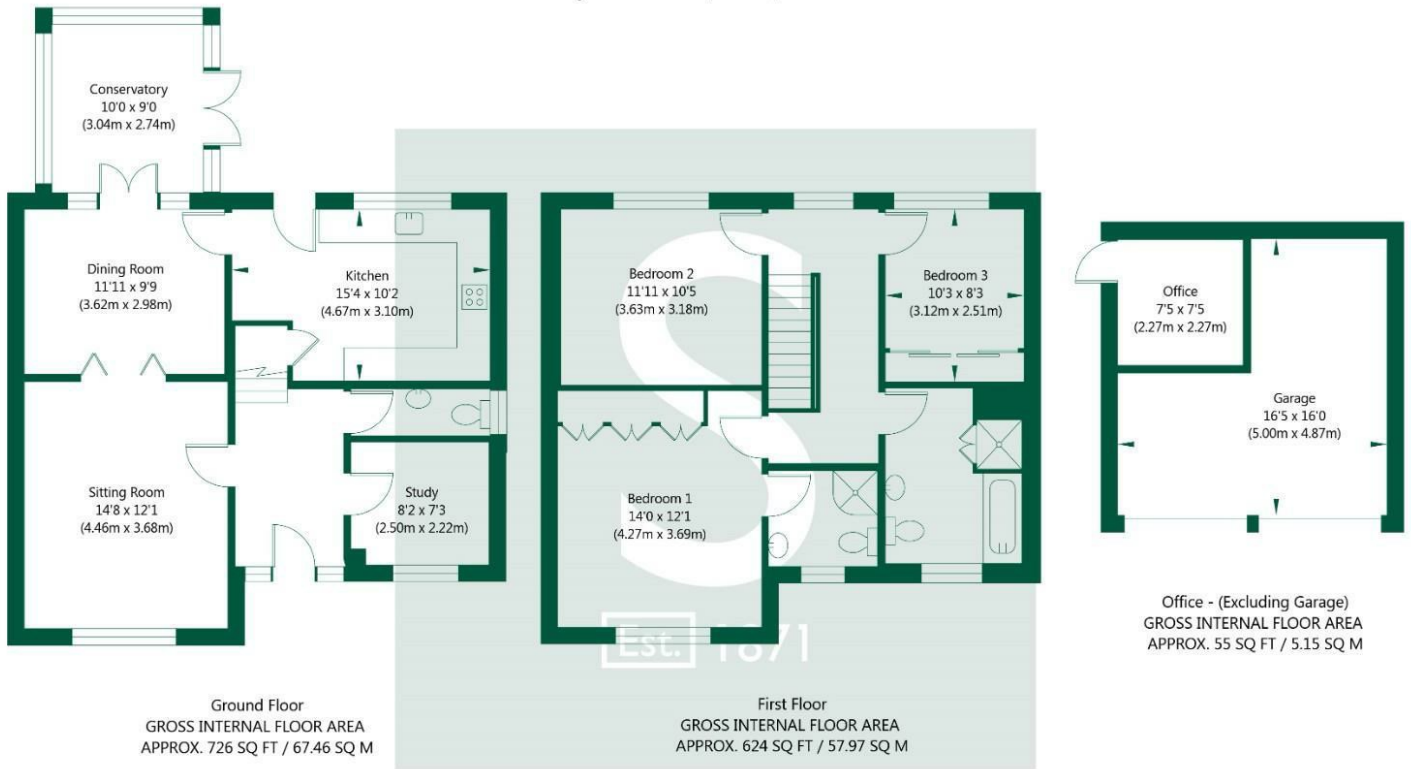 Conservatory
10'0 x 9'0
(3.04m x 2.74m)
Dining Room
11'11 x 9'9
(3.62m x 2.98m)
Kitchen
15'4 x 10'2
(4.67m x 3.10m)
Sitting Room
14'8 x 12'1
(4.46m x 3.68m)
Study
8'2 x 7'3
(2.50m x 2.22m)
Ground Floor
GROSS INTERNAL FLOOR AREA
APPROX. 726 SQ FT / 67.46 SQ M
Bedroom 2
11'11 x 10'5
(3.63m x 3.18m)
Bedroom 3
10'3 x 8'3
(3.12m x 2.51m)
Bedroom 1
14'0 x 12'1
(4.27m x 3.69m)
S
Est. 1871
First Floor
GROSS INTERNAL FLOOR AREA
APPROX. 624 SQ FT / 57.97 SQ M
Office
7'5 x 7'5
(2.27m x 2.27m)
Garage
16'5 x 16'0
(5.00m x 4.87m)
Office - (Excluding Garage)
GROSS INTERNAL FLOOR AREA
APPROX. 55 SQ FT / 5.15 SQ M